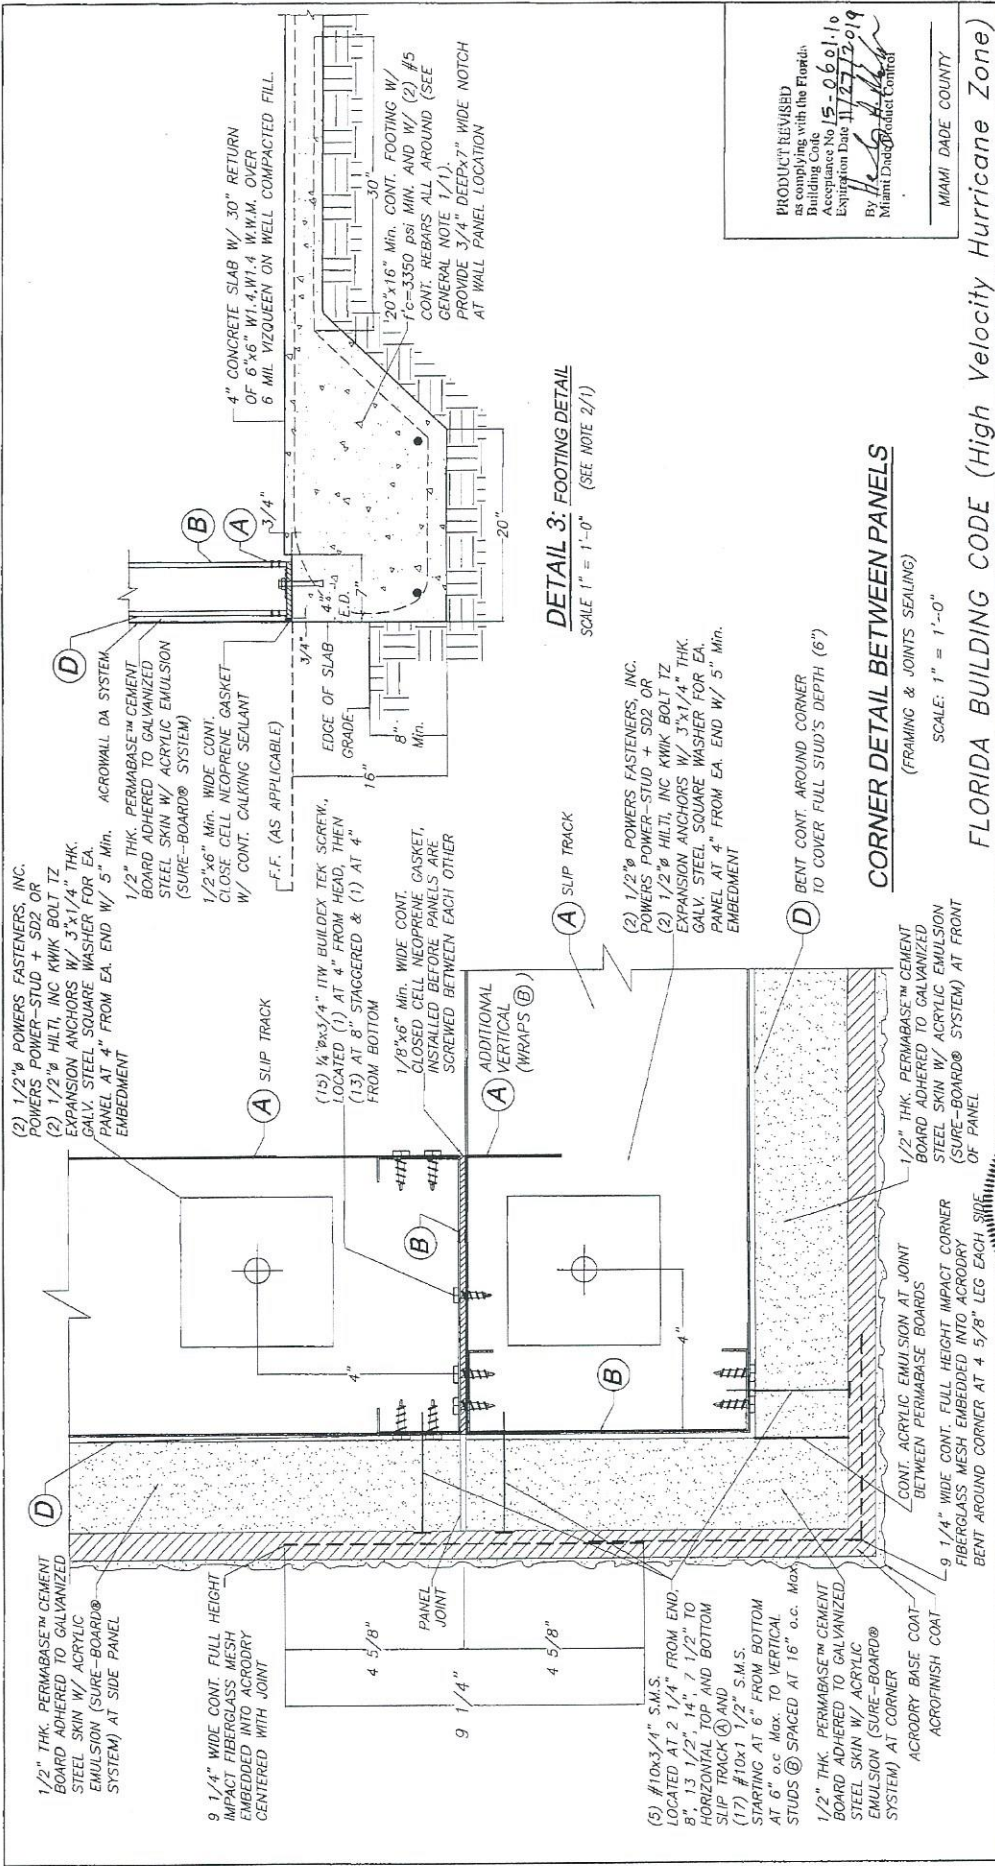 (2) 1/2"ø POWERS FASTENERS, INC.
POWERS POWER-STUD + SD2 OR
(2) 1/2"ø HILTI, INC KWIK BOLT TZ
EXPANSION ANCHORS W/ 3"x1/4" THK.
GALV. STEEL SQUARE WASHER FOR EA.
PANEL AT 4" FROM EA. END W/ 5" Min.
EMBEDMENT
1/2" THK. PERMABASE™ CEMENT
BOARD ADHERED TO GALVANIZED
STEEL SKIN W/ ACRYLIC
EMULSION (SURE-BOARD®
SYSTEM) AT SIDE PANEL
D
A SLIP TRACK
9 1/4" WIDE CONT. FULL HEIGHT
IMPACT FIBERGLASS MESH
EMBEDDED INTO ACRODRY
CENTERED WITH JOINT
4"
B
(15) ¼"øx3/4" ITW BUILDEX TEK SCREW.,
LOCATED (1) AT 4" FROM HEAD, THEN
(13) AT 8" STAGGERED & (1) AT 4"
FROM BOTTOM
1/8"x6" Min. WIDE CONT.
CLOSED CELL NEOPRENE GASKET,
INSTALLED BEFORE PANELS ARE
SCREWED BETWEEN EACH OTHER
4 5/8"
4 5/8"
9 1/4"
PANEL
JOINT
A
ADDITIONAL
VERTICAL
(WRAPS B )
A SLIP TRACK
4"
B
(2) 1/2"ø POWERS FASTENERS, INC.
POWERS POWER-STUD + SD2 OR
(2) 1/2"ø HILTI, INC KWIK BOLT TZ
EXPANSION ANCHORS W/ 3"x1/4" THK.
GALV. STEEL SQUARE WASHER FOR EA.
PANEL AT 4" FROM EA. END W/ 5" Min.
EMBEDMENT
(5) #10x3/4" S.M.S.
LOCATED AT 2 1/4" FROM END,
8", 13 1/2", 14", 7 1/2" TO
HORIZONTAL TOP AND BOTTOM
SLIP TRACK A AND
(17) #10x1 1/2" S.M.S.
STARTING AT 6" FROM BOTTOM
AT 6" o.c Max. TO VERTICAL
STUDS B SPACED AT 16" o.c. Max.
1/2" THK. PERMABASE™ CEMENT
BOARD ADHERED TO GALVANIZED
STEEL SKIN W/ ACRYLIC
EMULSION (SURE-BOARD®
SYSTEM) AT CORNER
ACRODRY BASE COAT
ACROFINISH COAT
CONT. ACRYLIC EMULSION AT JOINT
BETWEEN PERMABASE BOARDS
9 1/4" WIDE CONT. FULL HEIGHT IMPACT CORNER
FIBERGLASS MESH EMBEDDED INTO ACRODRY
BENT AROUND CORNER AT 4 5/8" LEG EACH SIDE
1/2" THK. PERMABASE™ CEMENT
BOARD ADHERED TO GALVANIZED
STEEL SKIN W/ ACRYLIC EMULSION
(SURE-BOARD® SYSTEM) AT FRONT
OF PANEL
D BENT CONT. AROUND CORNER
TO COVER FULL STUD'S DEPTH (6")
CORNER DETAIL BETWEEN PANELS
(FRAMING & JOINTS SEALING)
SCALE: 1" = 1'-0"
D
ACROWALL DA SYSTEM
1/2" THK. PERMABASE™ CEMENT
BOARD ADHERED TO GALVANIZED
STEEL SKIN W/ ACRYLIC EMULSION
(SURE-BOARD® SYSTEM)
1/2"x6" Min. WIDE CONT.
CLOSE CELL NEOPRENE GASKET
W/ CONT. CALKING SEALANT
F.F. (AS APPLICABLE)
B
A
3/4"
3/4"
4"
E.D.
7"
EDGE OF SLAB
GRADE
8"
Min.
16"
20"
30"
4" CONCRETE SLAB W/ 30" RETURN
OF 6"x6" W1.4,W1.4 W.W.M. OVER
6 MIL VIZQUEEN ON WELL COMPACTED FILL.
20"x16" Min. CONT. FOOTING W/
f'c=3350 psi MIN. AND W/ (2) #5
CONT. REBARS ALL AROUND (SEE
GENERAL NOTE 1/1).
PROVIDE 3/4" DEEPx7" WIDE NOTCH
AT WALL PANEL LOCATION
DETAIL 3: FOOTING DETAIL
SCALE 1" = 1'-0" (SEE NOTE 2/1)
PRODUCT REVISED
as complying with the Florida
Building Code
Acceptance No 15-0601.10
Expiration Date 11/27/2019
By
Miami Dade Product Control
MIAMI DADE COUNTY
FLORIDA BUILDING CODE (High Velocity Hurricane Zone)